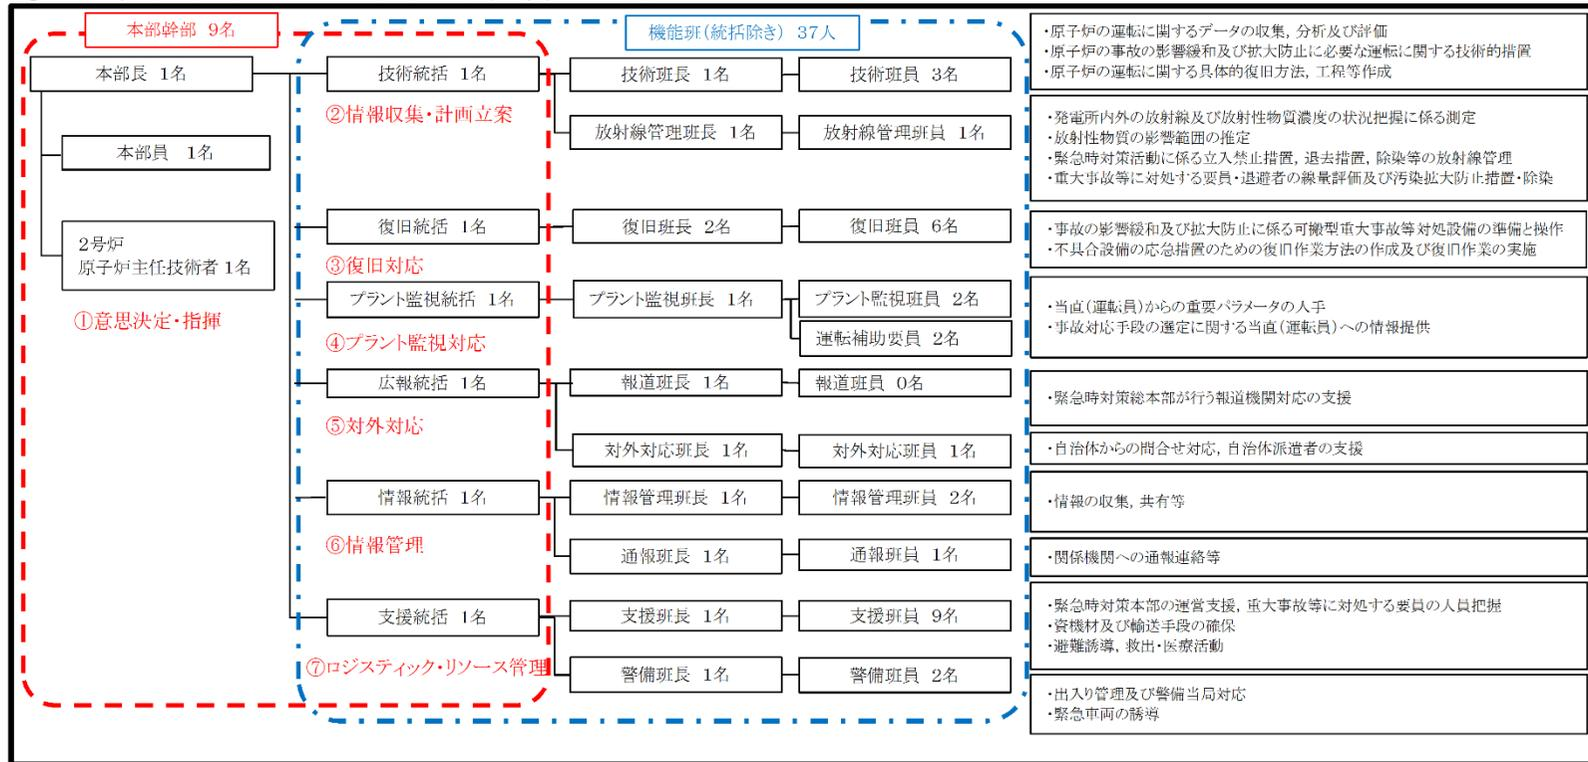 本部幹部 9名
機能班(統括除き) 37人
本部長 1名
技術統括 1名
技術班長 1名
技術班員 3名
・原子炉の運転に関するデータの収集, 分析及び評価
・原子炉の事故の影響緩和及び拡大防止に必要な運転に関する技術的措置
・原子炉の運転に関する具体的復旧方法, 工程等作成
②情報収集・計画立案
放射線管理班長 1名
放射線管理班員 1名
・発電所内外の放射線及び放射性物質濃度の状況把握に係る測定
・放射性物質の影響範囲の推定
・緊急時対策活動に係る立入禁止措置, 退去措置, 除染等の放射線管理
・重大事故等に対処する要員・退避者の線量評価及び汚染拡大防止措置・除染
本部員 1名
2号炉
原子炉主任技術者 1名
①意思決定・指揮
復旧統括 1名
復旧班長 2名
復旧班員 6名
・事故の影響緩和及び拡大防止に係る可搬型重大事故等対処設備の準備と操作
・不具合設備の応急措置のための復旧作業方法の作成及び復旧作業の実施
③復旧対応
プラント監視統括 1名
プラント監視班長 1名
プラント監視班員 2名
運転補助要員 2名
・当直(運転員)からの重要パラメータの入手
・事故対応手段の選定に関する当直(運転員)への情報提供
④プラント監視対応
広報統括 1名
報道班長 1名
報道班員 0名
・緊急時対策総本部が行う報道機関対応の支援
⑤対外対応
対外対応班長 1名
対外対応班員 1名
・自治体からの問合せ対応, 自治体派遣者の支援
情報統括 1名
情報管理班長 1名
情報管理班員 2名
・情報の収集, 共有等
⑥情報管理
通報班長 1名
通報班員 1名
・関係機関への通報連絡等
支援統括 1名
支援班長 1名
支援班員 9名
・緊急時対策本部の運営支援, 重大事故等に対処する要員の人員把握
・資機材及び輸送手段の確保
・避難誘導, 救出・医療活動
⑦ロジスティック・リソース管理
警備班長 1名
警備班員 2名
・出入り管理及び警備当局対応
・緊急車両の誘導